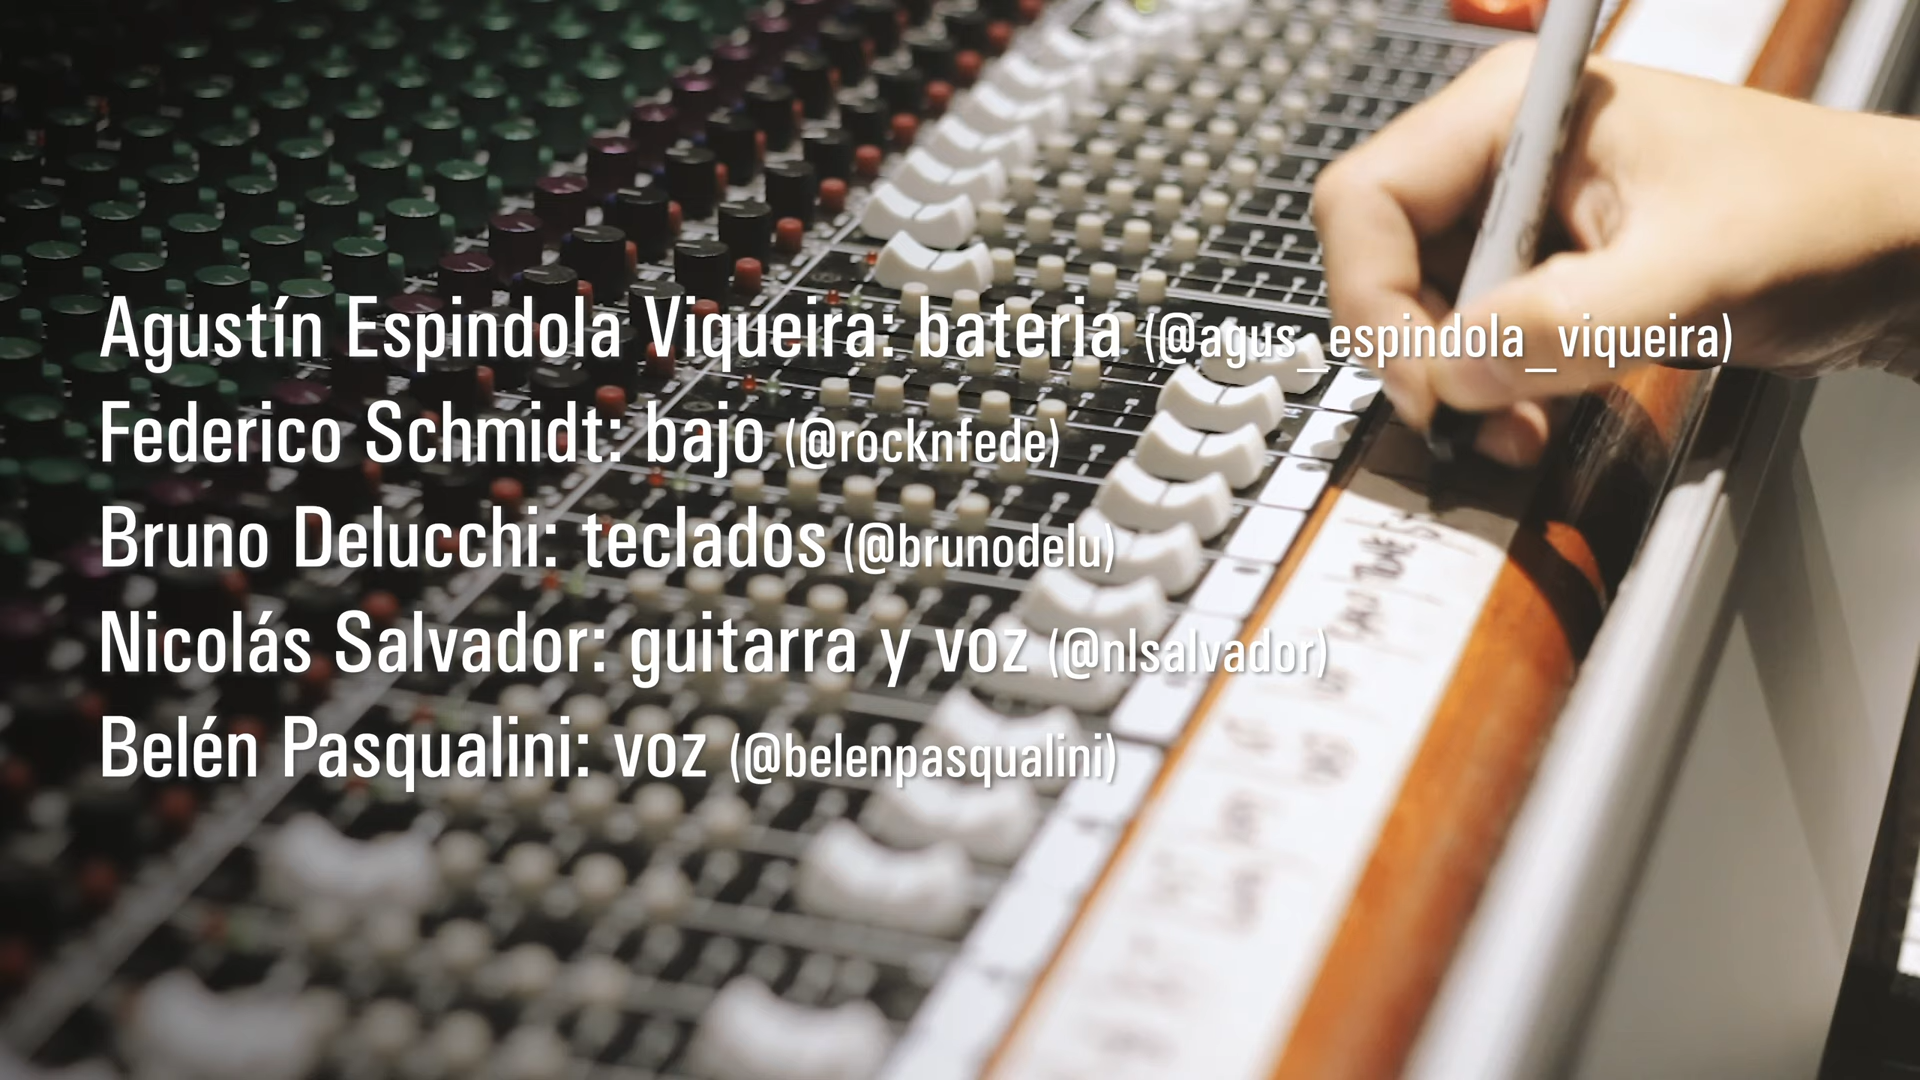 Agustín Espindola Viqueira: bateria (@agus_espindola_viqueira)
Federico Schmidt: bajo (@rocknfede)
Bruno Delucchi: teclados (@brunodelu)
Nicolás Salvador: guitarra y voz (@nlsalvador)
Belén Pasqualini: voz (@belenpasqualini)